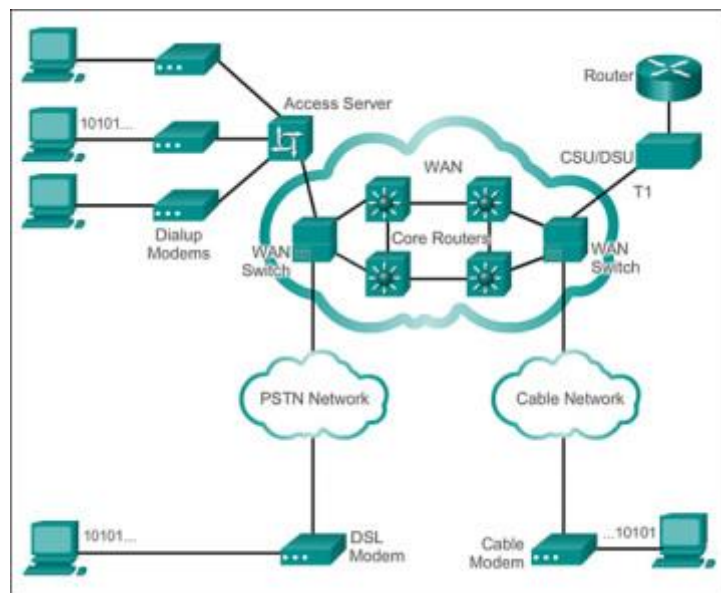 Router
Access Server
10101...
CSU/DSU
WAN
T1
Core Routers
Dialup
Modems
WAN
Switch
WAN
Switch
PSTN Network
Cable Network
10101...
DSL
Modem
Cable
Modem
...10101